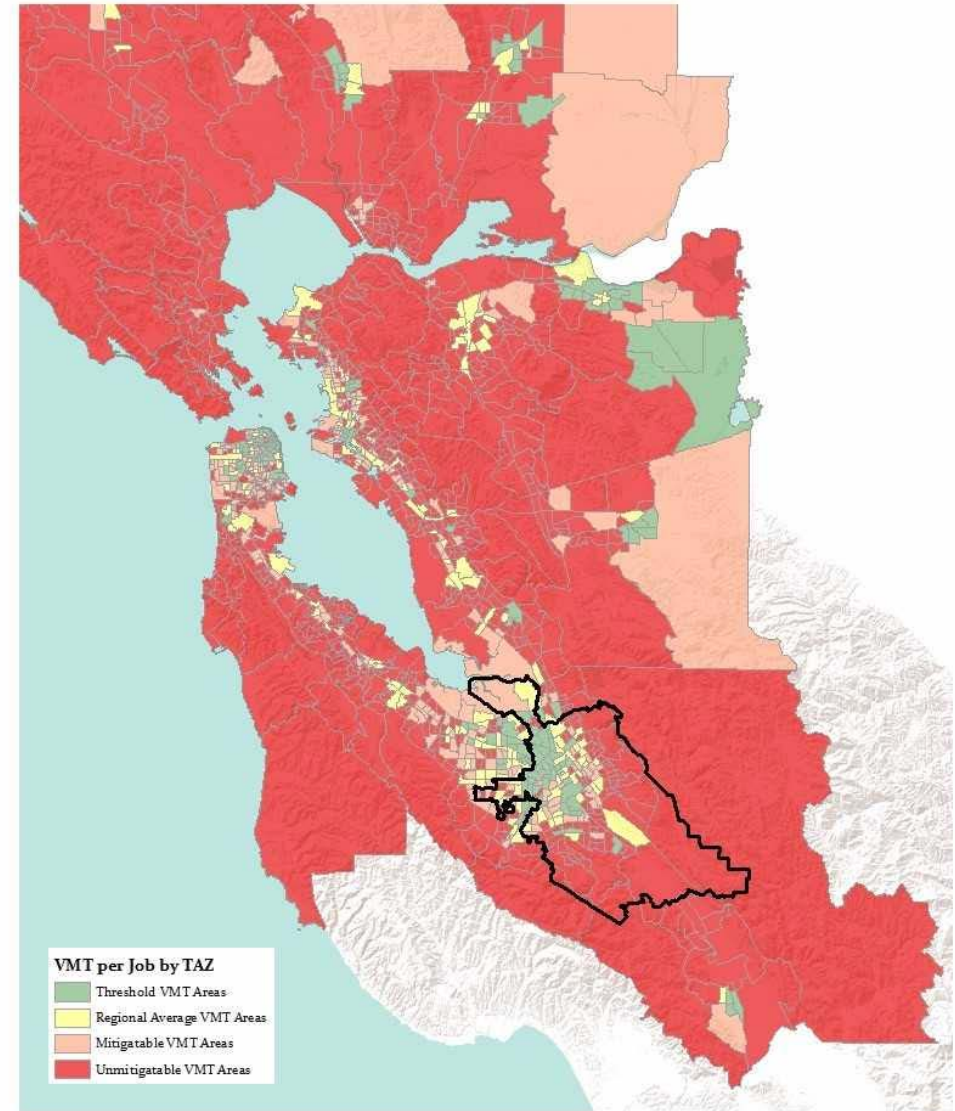 VMT per Job by TAZ
Threshold VMT Areas
Regional Average VMT Areas
Mitigatable VMT Areas
Unmitigatable VMT Areas